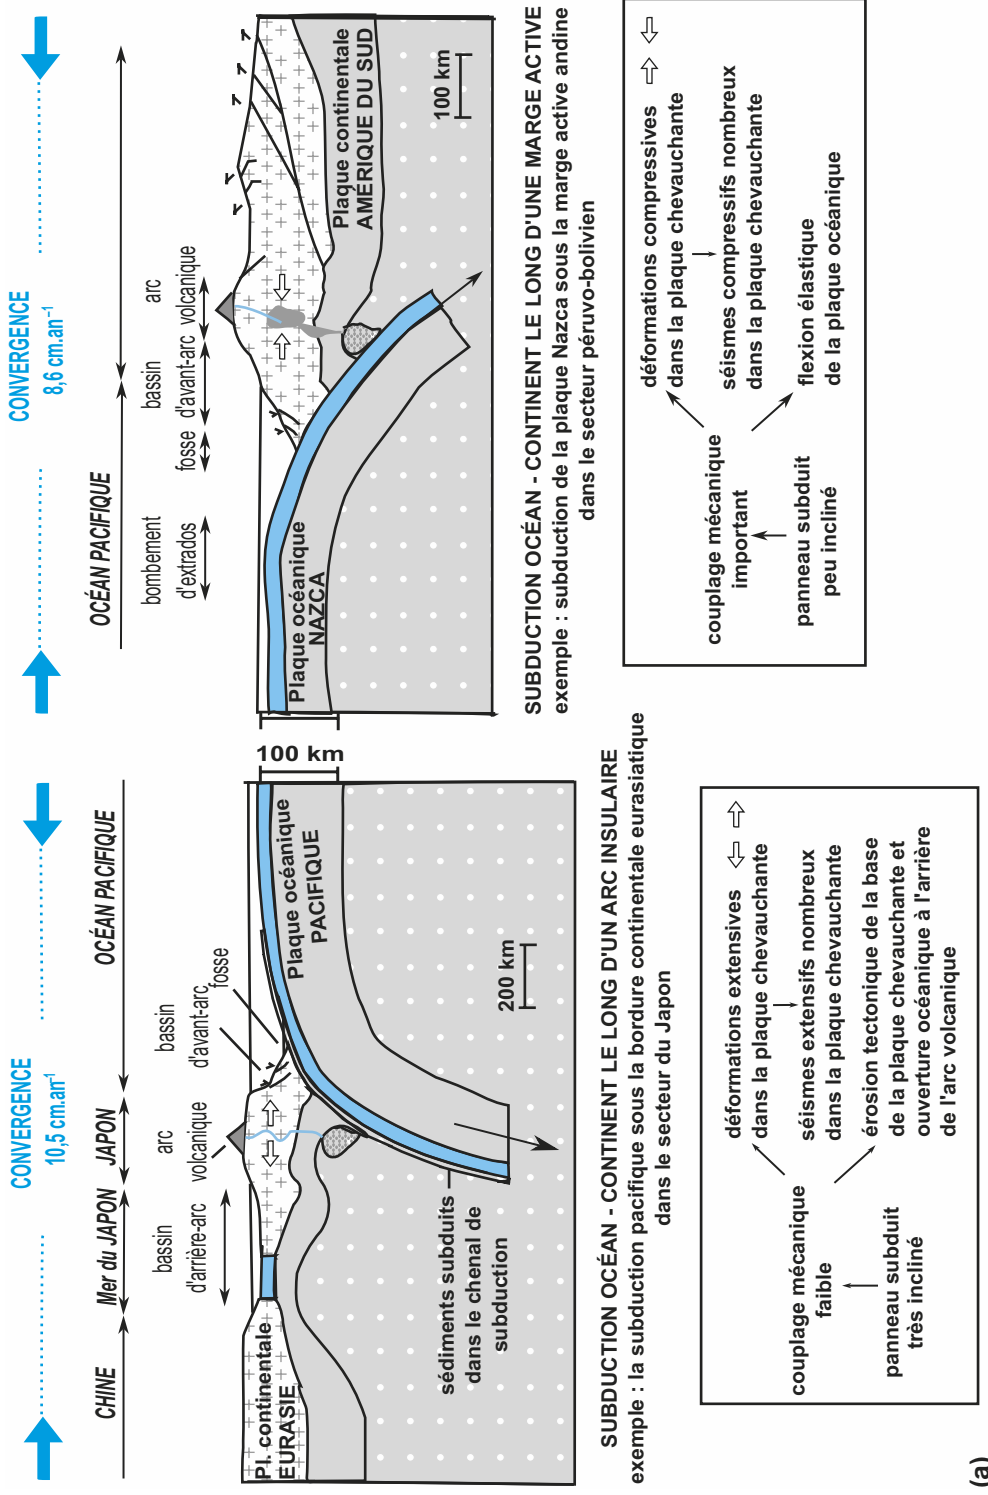 CONVERGENCE
10,5 cm.an⁻¹
CHINE
Mer du JAPON
JAPON
OCÉAN PACIFIQUE
bassin
d'arrière-arc
arc
volcanique
bassin
d'avant-arc
fosse
Pl. continentale
EURASIE
Plaque océanique
PACIFIQUE
sédiments subduits
dans le chenal de
subduction
200 km
100 km
SUBDUCTION OCÉAN - CONTINENT LE LONG D'UN ARC INSULAIRE
exemple : la subduction pacifique sous la bordure continentale eurasiatique
dans le secteur du Japon
couplage mécanique
faible
panneau subduit
très incliné
déformations extensives
dans la plaque chevauchante
séismes extensifs nombreux
dans la plaque chevauchante
érosion tectonique de la base
de la plaque chevauchante et
ouverture océanique à l'arrière
de l'arc volcanique
CONVERGENCE
8,6 cm.an⁻¹
OCÉAN PACIFIQUE
bombement
d'extrados
fosse
bassin
d'avant-arc
arc
volcanique
Plaque océanique
NAZCA
Plaque continentale
AMÉRIQUE DU SUD
100 km
SUBDUCTION OCÉAN - CONTINENT LE LONG D'UNE MARGE ACTIVE
exemple : subduction de la plaque Nazca sous la marge active andine
dans le secteur péruvo-bolivien
couplage mécanique
important
panneau subduit
peu incliné
déformations compressives
dans la plaque chevauchante
séismes compressifs nombreux
dans la plaque chevauchante
flexion élastique
de la plaque océanique
(a)